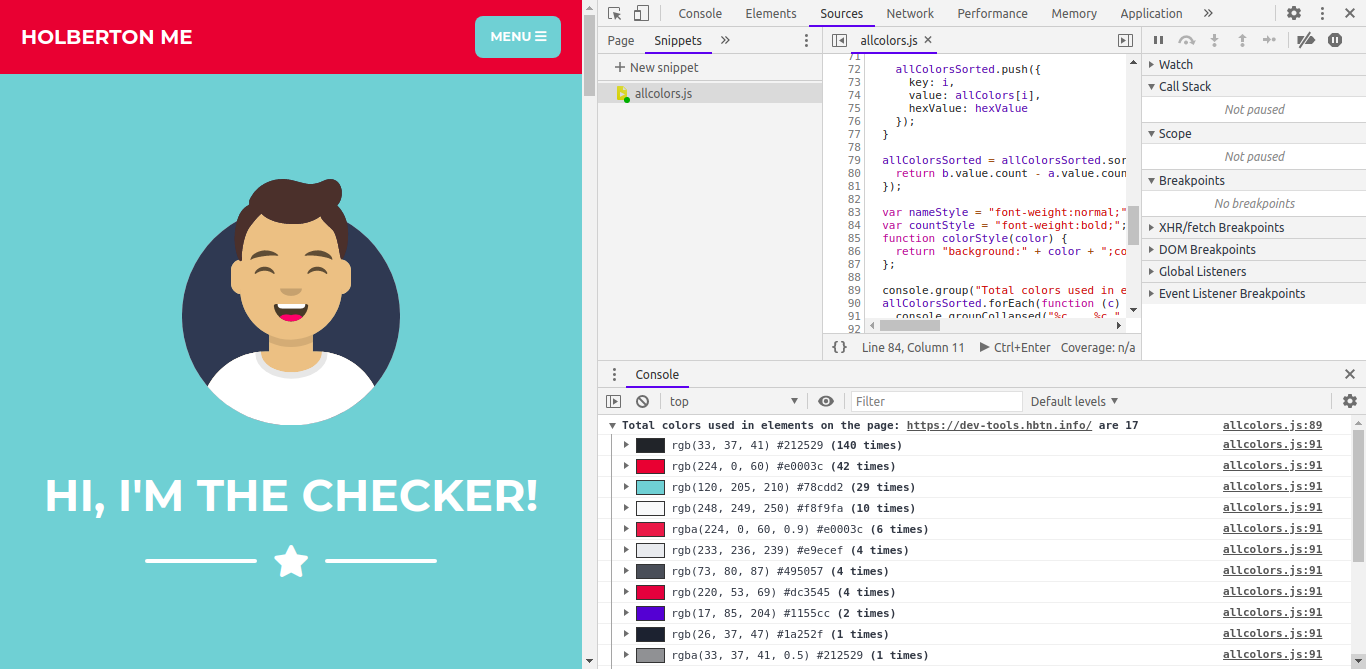 HOLBERTON ME
MENU
HI, I'M THE CHECKER!
Console Elements Sources Network Performance Memory Application »
Page Snippets »
+ New snippet
allcolors.js
allcolors.js ×
71
72 allColorsSorted.push({
73 key: i,
74 value: allColors[i],
75 hexValue: hexValue
76 });
77 }
78
79 allColorsSorted = allColorsSorted.sor
80 return b.value.count - a.value.coun
81 });
82
83 var nameStyle = "font-weight:normal;"
84 var countStyle = "font-weight:bold;";
85 function colorStyle(color) {
86 return "background:" + color + ";co
87 };
88
89 console.group("Total colors used in e
90 allColorsSorted.forEach(function (c)
91 console.groupCollapsed("%c %c "
92
{} Line 84, Column 11 Ctrl+Enter Coverage: n/a
Watch
Call Stack
Not paused
Scope
Not paused
Breakpoints
No breakpoints
XHR/fetch Breakpoints
DOM Breakpoints
Global Listeners
Event Listener Breakpoints
Console
top Filter Default levels
Total colors used in elements on the page: https://dev-tools.hbtn.info/ are 17 allcolors.js:89
rgb(33, 37, 41) #212529 (140 times) allcolors.js:91
rgb(224, 0, 60) #e0003c (42 times) allcolors.js:91
rgb(120, 205, 210) #78cdd2 (29 times) allcolors.js:91
rgb(248, 249, 250) #f8f9fa (10 times) allcolors.js:91
rgba(224, 0, 60, 0.9) #e0003c (6 times) allcolors.js:91
rgb(233, 236, 239) #e9ecef (4 times) allcolors.js:91
rgb(73, 80, 87) #495057 (4 times) allcolors.js:91
rgb(220, 53, 69) #dc3545 (4 times) allcolors.js:91
rgb(17, 85, 204) #1155cc (2 times) allcolors.js:91
rgb(26, 37, 47) #1a252f (1 times) allcolors.js:91
rgba(33, 37, 41, 0.5) #212529 (1 times) allcolors.js:91